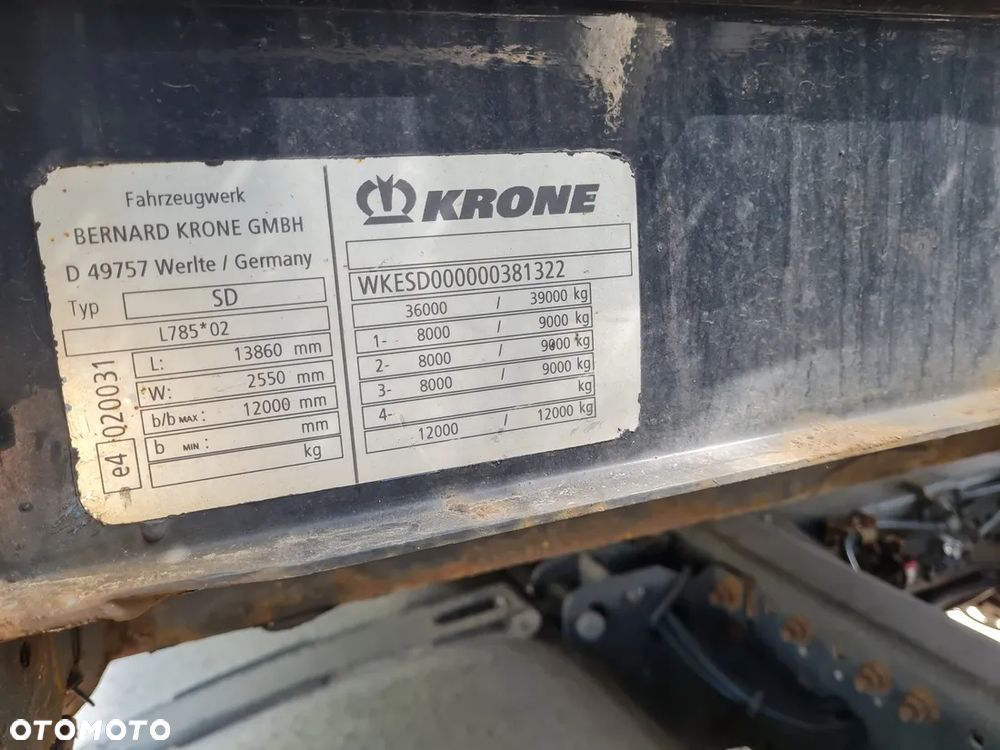 Fahrzeugwerk
BERNARD KRONE GMBH
D 49757 Werlte / Germany
Typ SD
L785*02
e4 020031
L: 13860 mm
W: 2550 mm
b/b MAX : 12000 mm
b MIN : mm
kg
KRONE
WKESD000000381322
36000 / 39000 kg
1- 8000 / 9000 kg
2- 8000 / 9000 kg
3- 8000 / 9000 kg
4- kg
12000 / 12000 kg
OTOMOTO